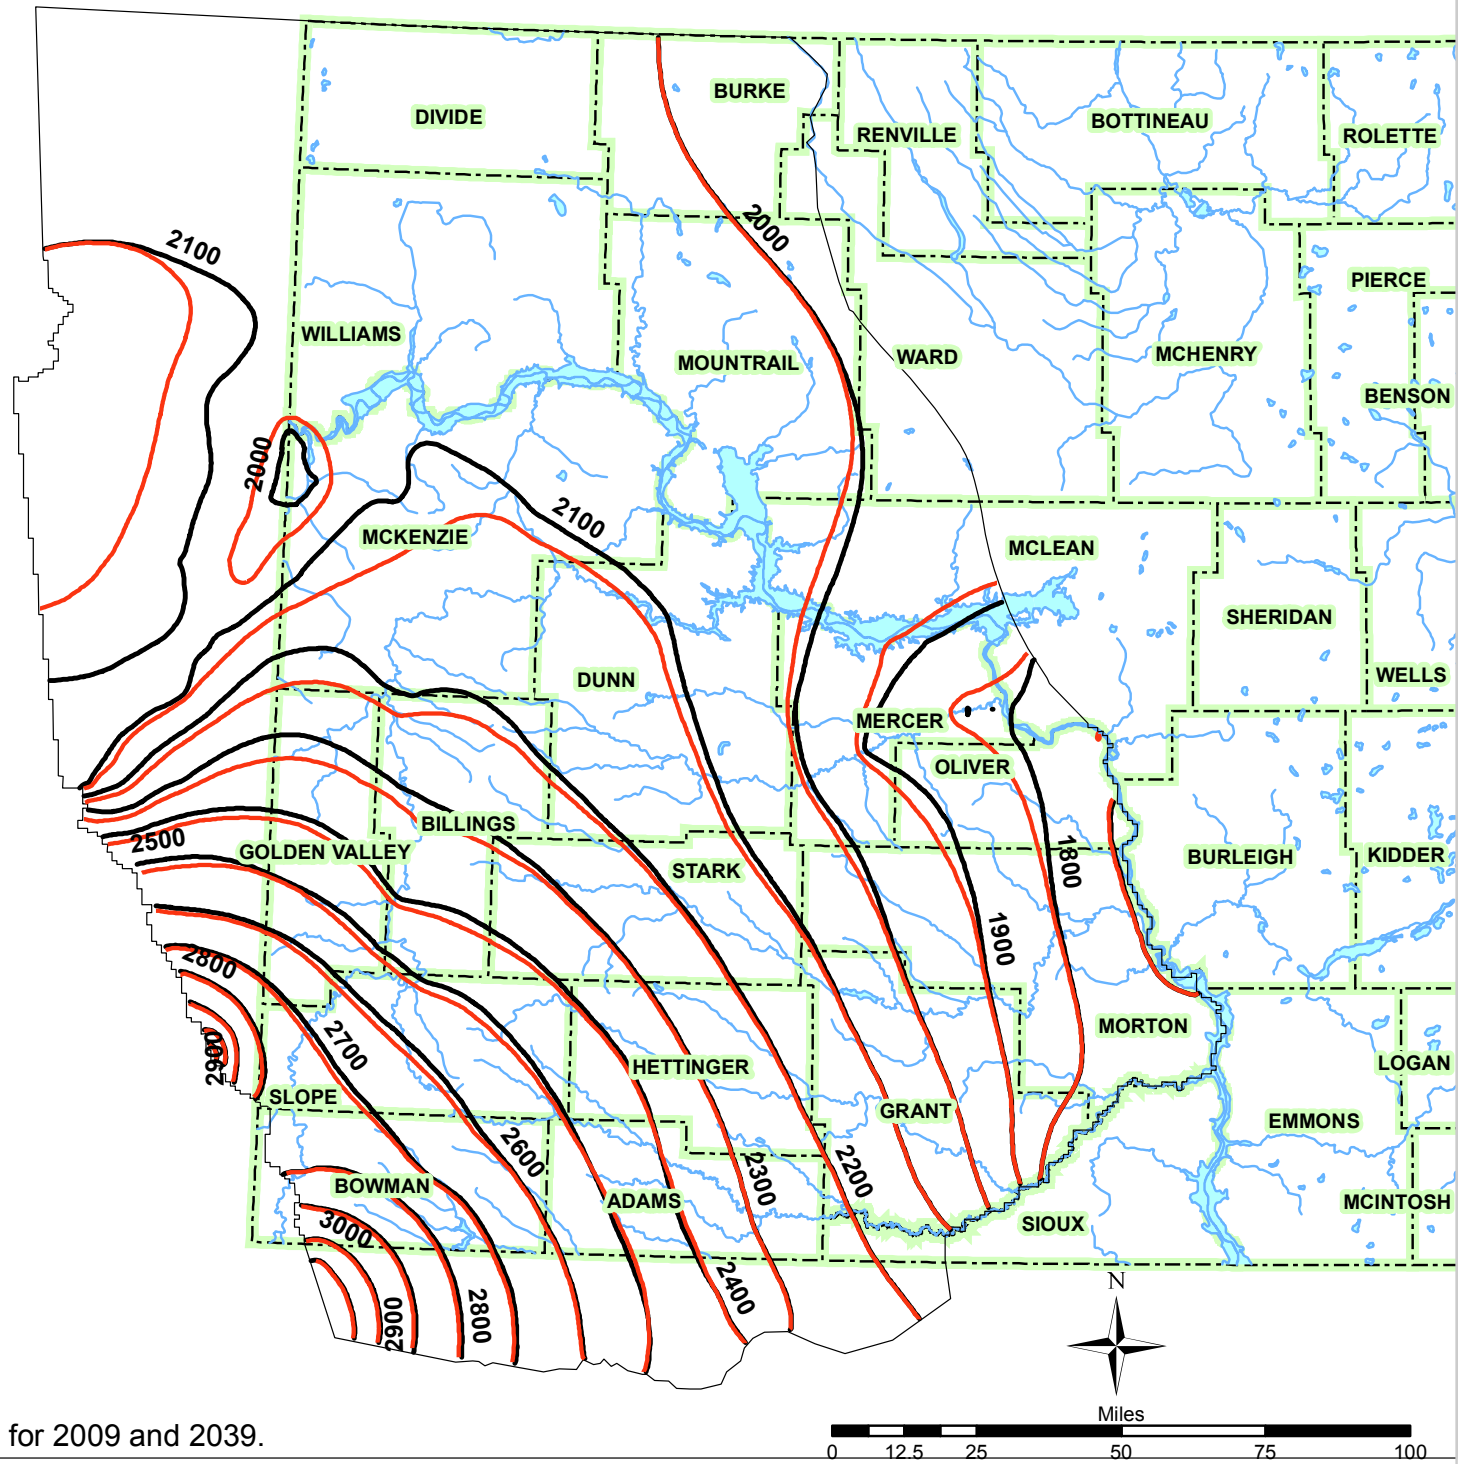 DIVIDE
BURKE
RENVILLE
BOTTINEAU
ROLETTE
2100
2000
PIERCE
WILLIAMS
MOUNTRAIL
WARD
MCHENRY
BENSON
2000
2100
MCKENZIE
MCLEAN
SHERIDAN
DUNN
WELLS
MERCER
OLIVER
BILLINGS
2500
GOLDEN VALLEY
STARK
1800
BURLEIGH
KIDDER
1900
2800
2700
MORTON
2900
HETTINGER
LOGAN
SLOPE
GRANT
EMMONS
2600
2300
2200
BOWMAN
ADAMS
MCINTOSH
3000
SIOUX
2400
2900
2800
N
Miles
0 12.5 25 50 75 100
for 2009 and 2039.